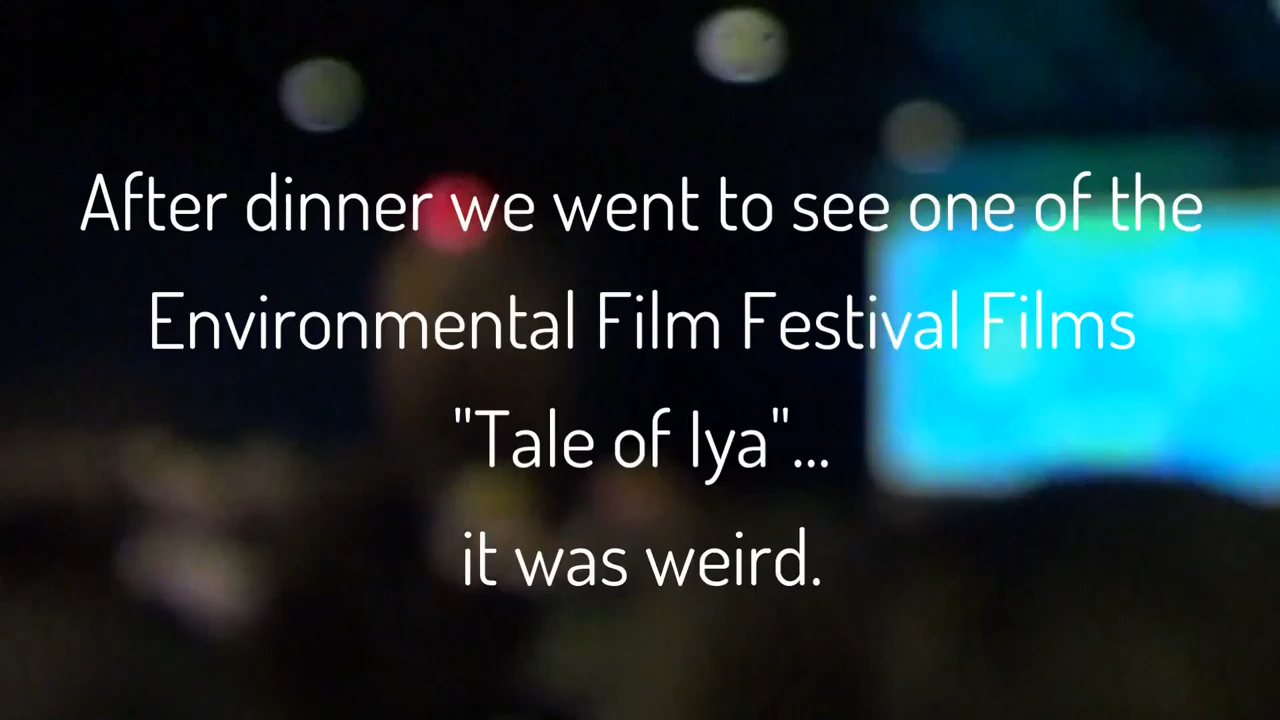 After dinner we went to see one of the
Environmental Film Festival Films
"Tale of Iya"...
it was weird.